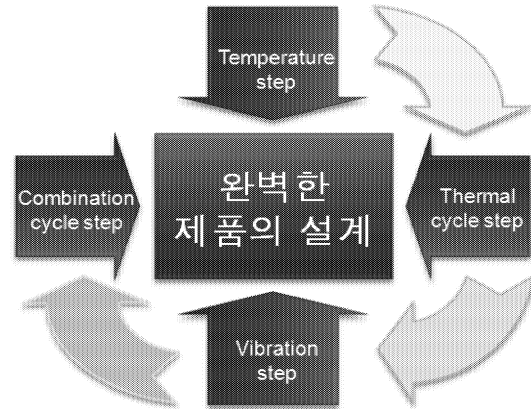 Temperature
step
Combination
cycle step
완벽한
제품의 설계
Thermal
cycle step
Vibration
step